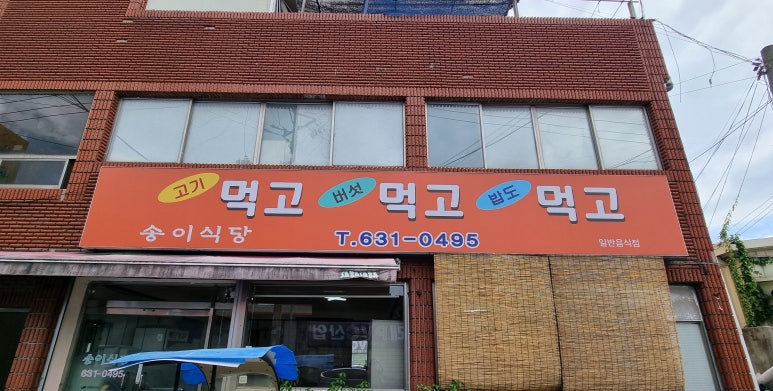 고기 먹고 버섯 먹고 밥도 먹고
송이식당 T.631-0495 일반음식점
송이식당
631-0495